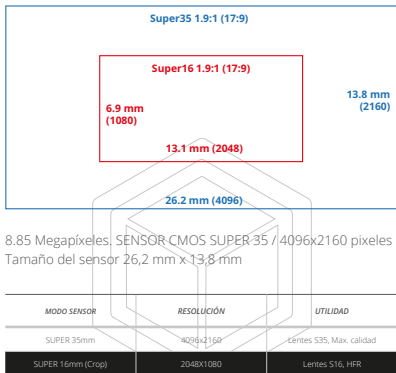 Super35 1.9:1 (17:9)
Super16 1.9:1 (17:9)
6.9 mm
(1080)
13.8 mm
(2160)
13.1 mm (2048)
26.2 mm (4096)
8.85 Megapíxeles. SENSOR CMOS SUPER 35 / 4096x2160 pixeles
Tamaño del sensor 26,2 mm x 13,8 mm
MODO SENSOR RESOLUCIÓN UTILIDAD
SUPER 35mm 4096x2160 Lentes S35, Max. calidad
SUPER 16mm (Crop) 2048X1080 Lentes S16, HFR